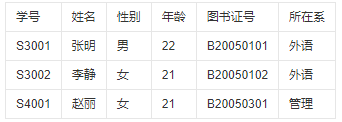 学号 姓名 性别 年龄 图书证号 所在系
S3001 张明 男 22 B20050101 外语
S3002 李静 女 21 B20050102 外语
S4001 赵丽 女 21 B20050301 管理